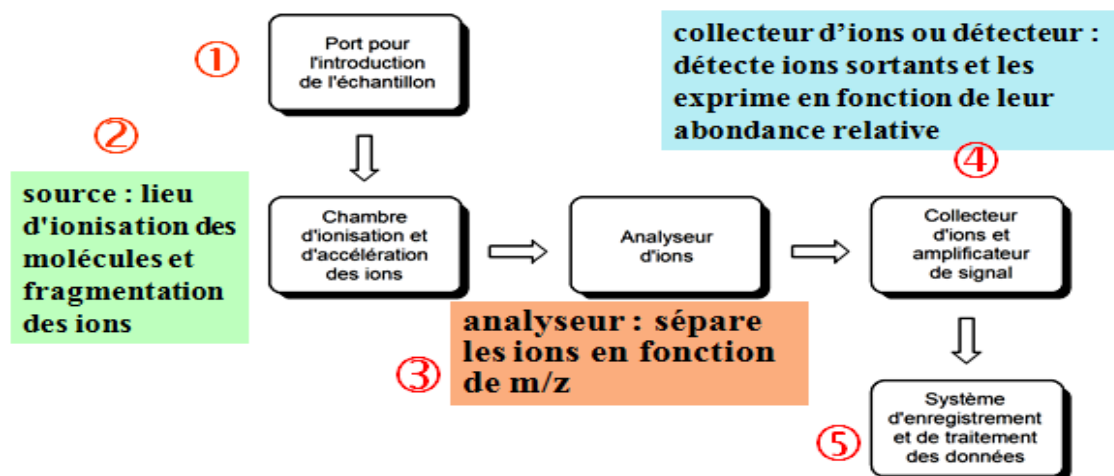 ①
Port pour
l'introduction
de l'échantillon
collecteur d'ions ou détecteur :
détecte ions sortants et les
exprime en fonction de leur
abondance relative
②
source : lieu
d'ionisation des
molécules et
fragmentation
des ions
Chambre
d'ionisation et
d'accélération
des ions
Analyseur
d'ions
④
Collecteur
d'ions et
amplificateur
de signal
③
analyseur : sépare
les ions en fonction
de m/z
⑤
Système
d'enregistrement
et de traitement
des données